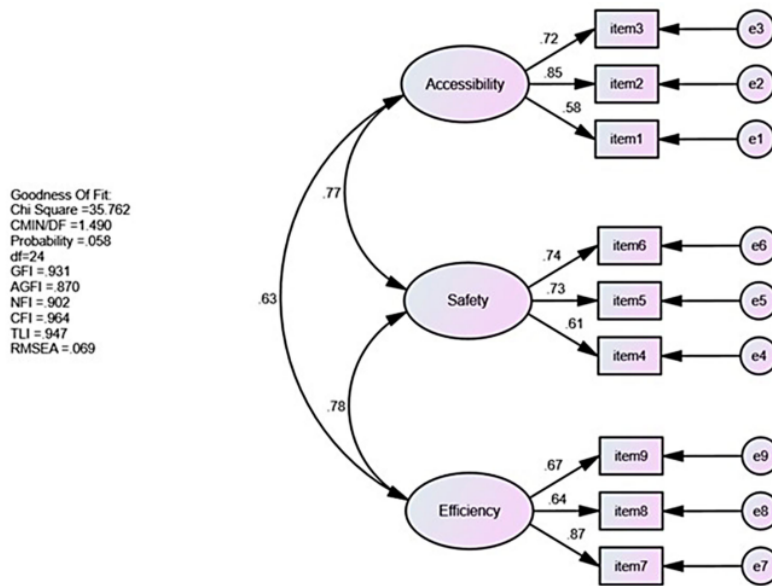 Goodness Of Fit:
Chi Square =35.762
CMIN/DF =1.490
Probability =.058
df=24
GFI =.931
AGFI =.870
NFI =.902
CFI =.964
TLI =.947
RMSEA =.069
.63
.77
.78
Accessibility
.72
item3
e3
.85
item2
e2
.58
item1
e1
Safety
.74
item6
e6
.73
item5
e5
.61
item4
e4
Efficiency
.67
item9
e9
.64
item8
e8
.87
item7
e7